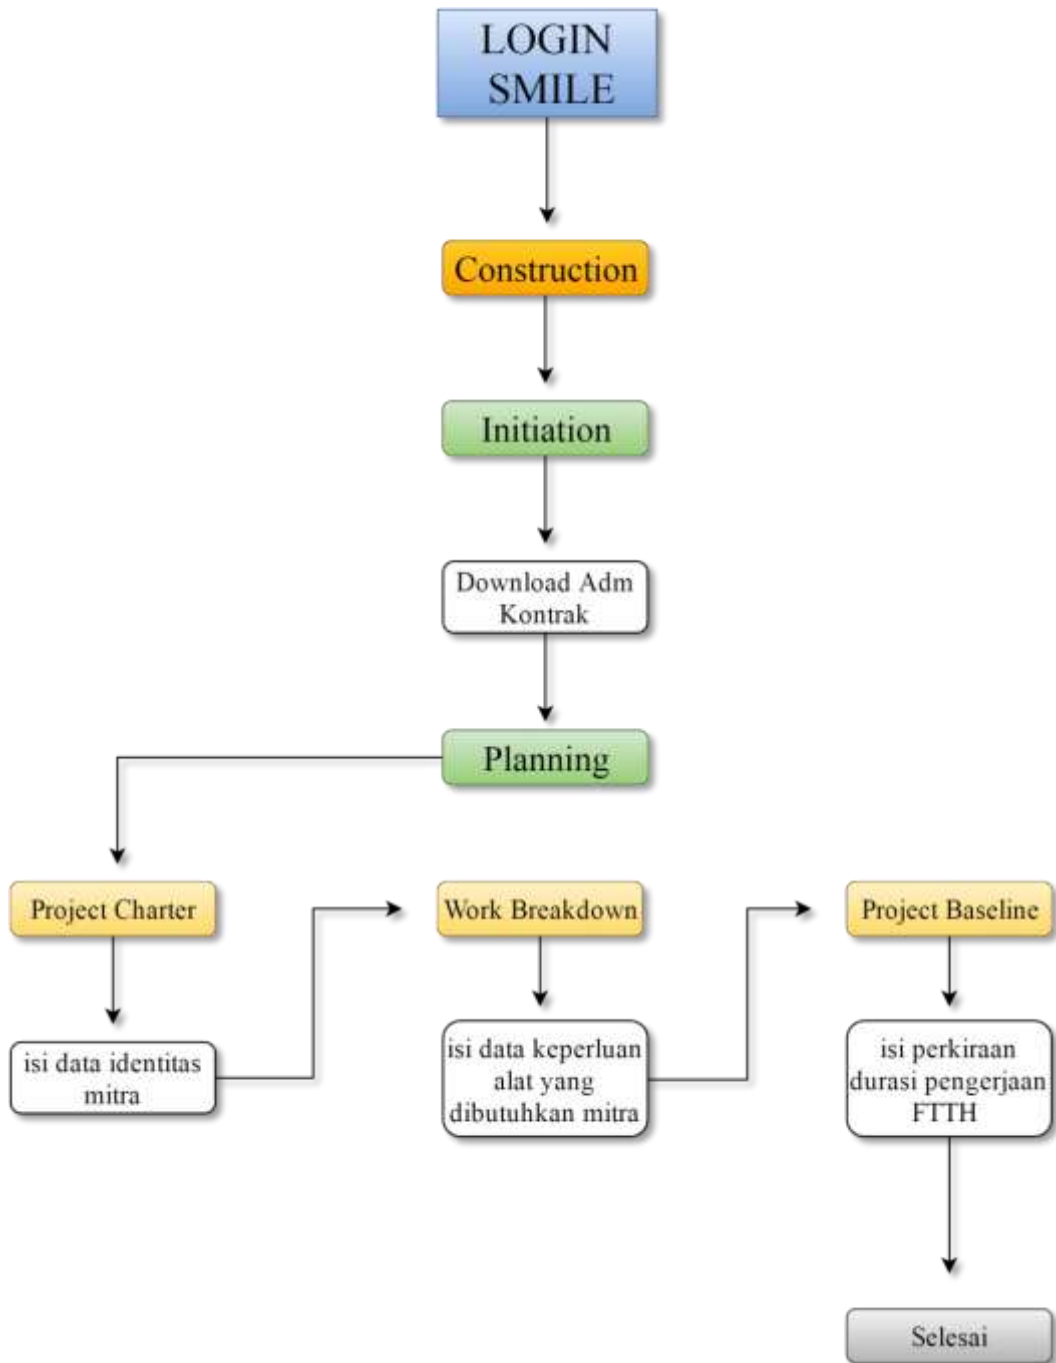 LOGIN
SMILE
Construction
Initiation
Download Adm
Kontrak
Planning
Project Charter
Work Breakdown
Project Baseline
isi data identitas
mitra
isi data keperluan
alat yang
dibutuhkan mitra
isi perkiraan
durasi pengerjaan
FTTH
Selesai